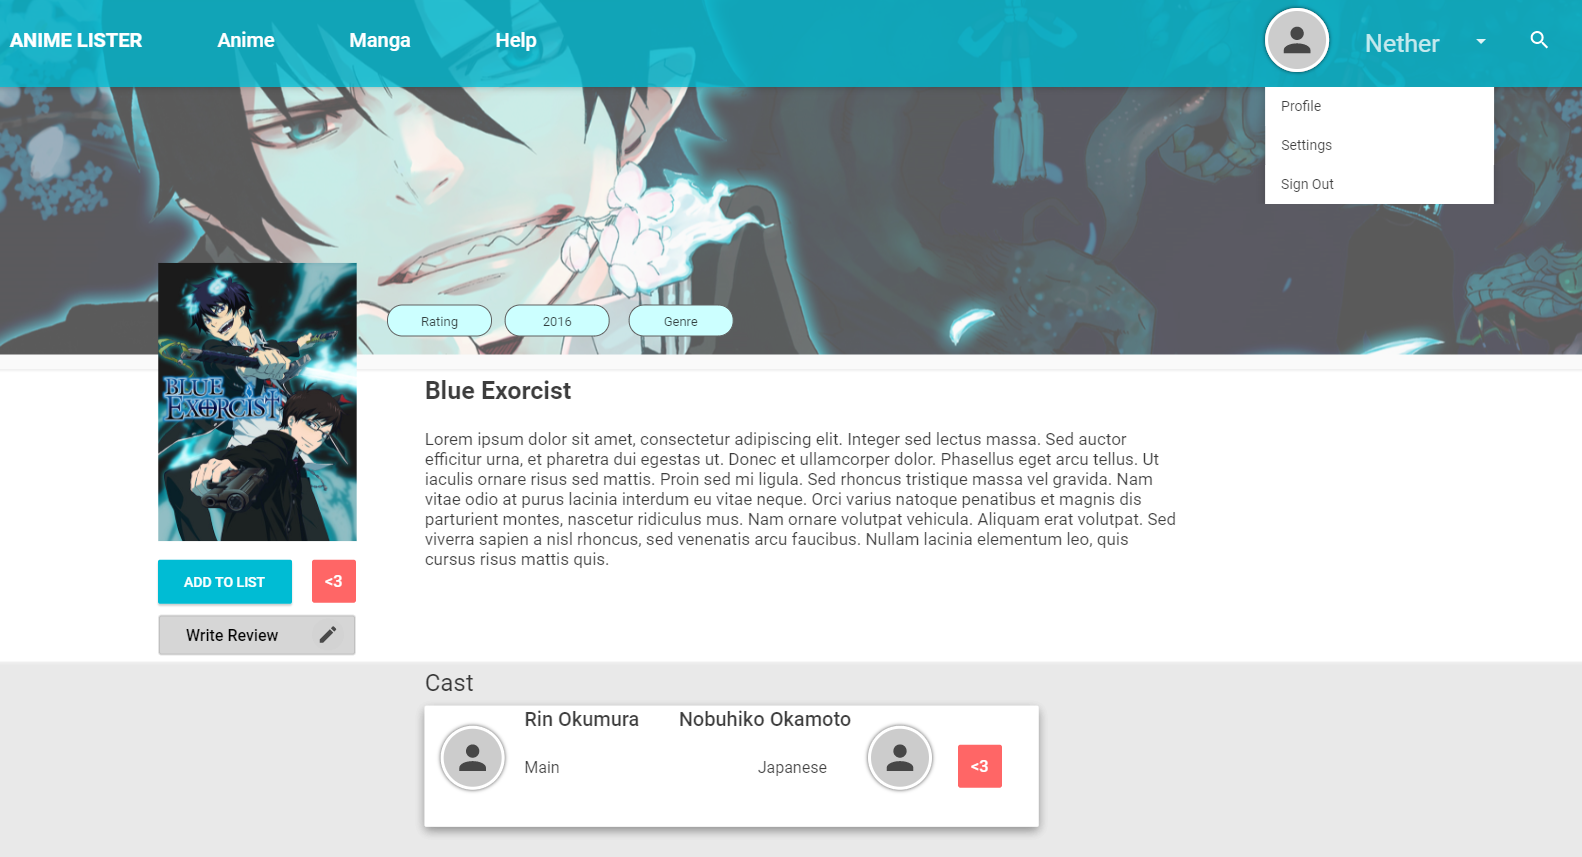 ANIME LISTER Anime Manga Help Nether
Profile
Settings
Sign Out
Rating 2016 Genre
BLUE
EXORCIST
Blue Exorcist
Lorem ipsum dolor sit amet, consectetur adipiscing elit. Integer sed lectus massa. Sed auctor
efficitur urna, et pharetra dui egestas ut. Donec et ullamcorper dolor. Phasellus eget arcu tellus. Ut
iaculis ornare risus sed mattis. Proin sed mi ligula. Sed rhoncus tristique massa vel gravida. Nam
vitae odio at purus lacinia interdum eu vitae neque. Orci varius natoque penatibus et magnis dis
parturient montes, nascetur ridiculus mus. Nam ornare volutpat vehicula. Aliquam erat volutpat. Sed
viverra sapien a nisl rhoncus, sed venenatis arcu faucibus. Nullam lacinia elementum leo, quis
cursus risus mattis quis.
ADD TO LIST <3
Write Review
Cast
Rin Okumura Nobuhiko Okamoto
Main Japanese <3